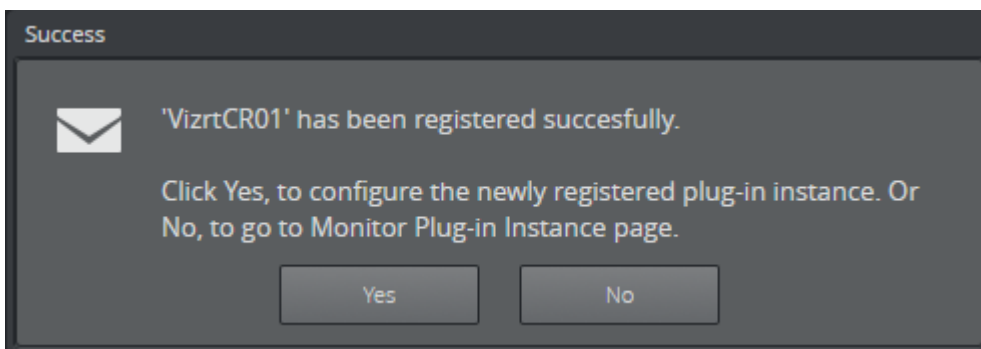 Success
'VizrtCR01' has been registered succesfully.
Click Yes, to configure the newly registered plug-in instance. Or
No, to go to Monitor Plug-in Instance page.
Yes
No